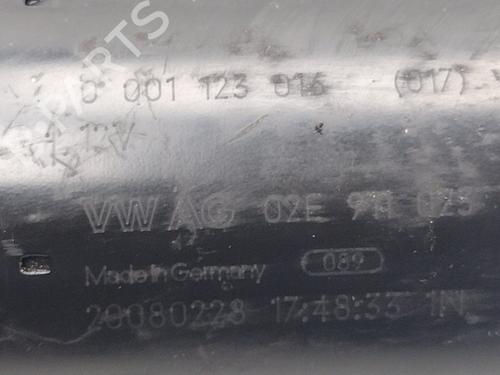 0 001 123 016 (017)
12V
VW AG 02E 911 023
Made in Germany 089
20080228 17:48:33 1N